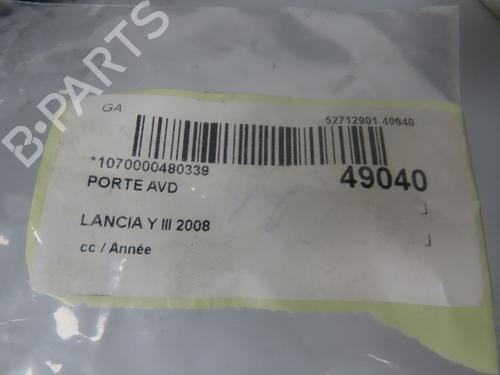 B-PARTS
GA
52712901 49040
*1070000480339
49040
PORTE AVD
LANCIA Y III 2008
cc / Année